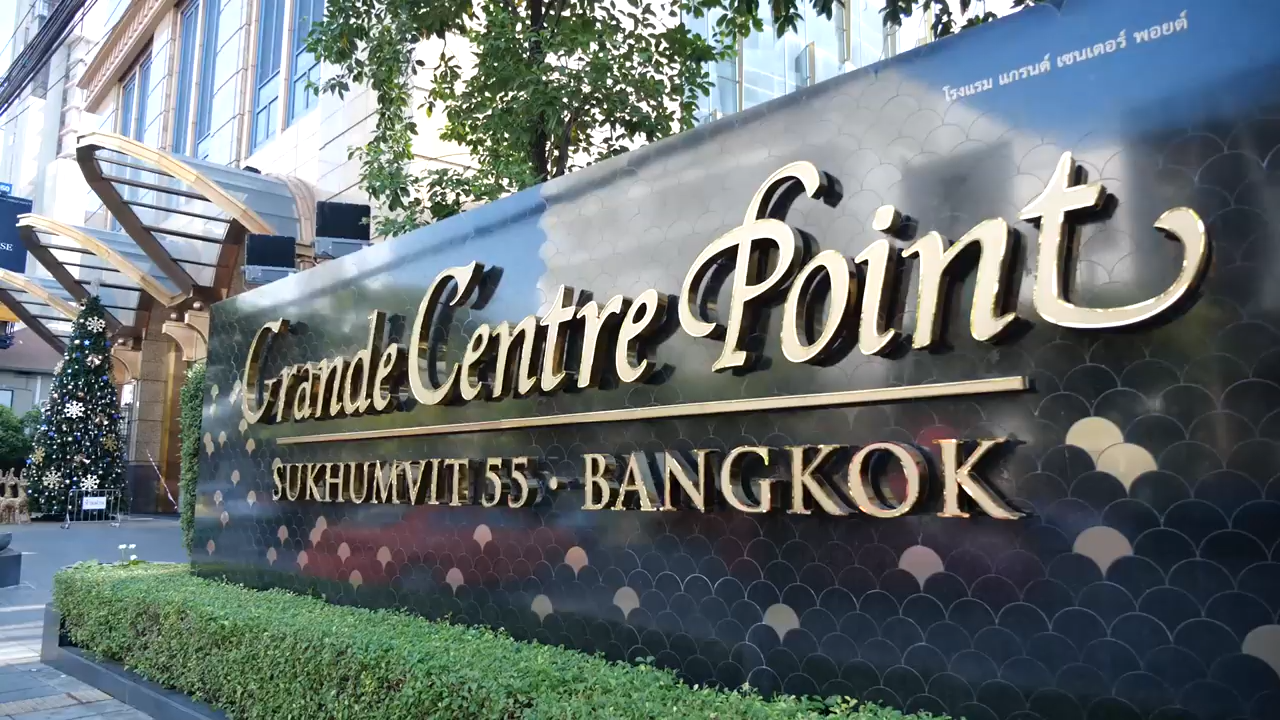 โรงแรม แกรนด์ เซนเตอร์ พอยต์
Grande Centre Point
SUKHUMVIT 55 · BANGKOK